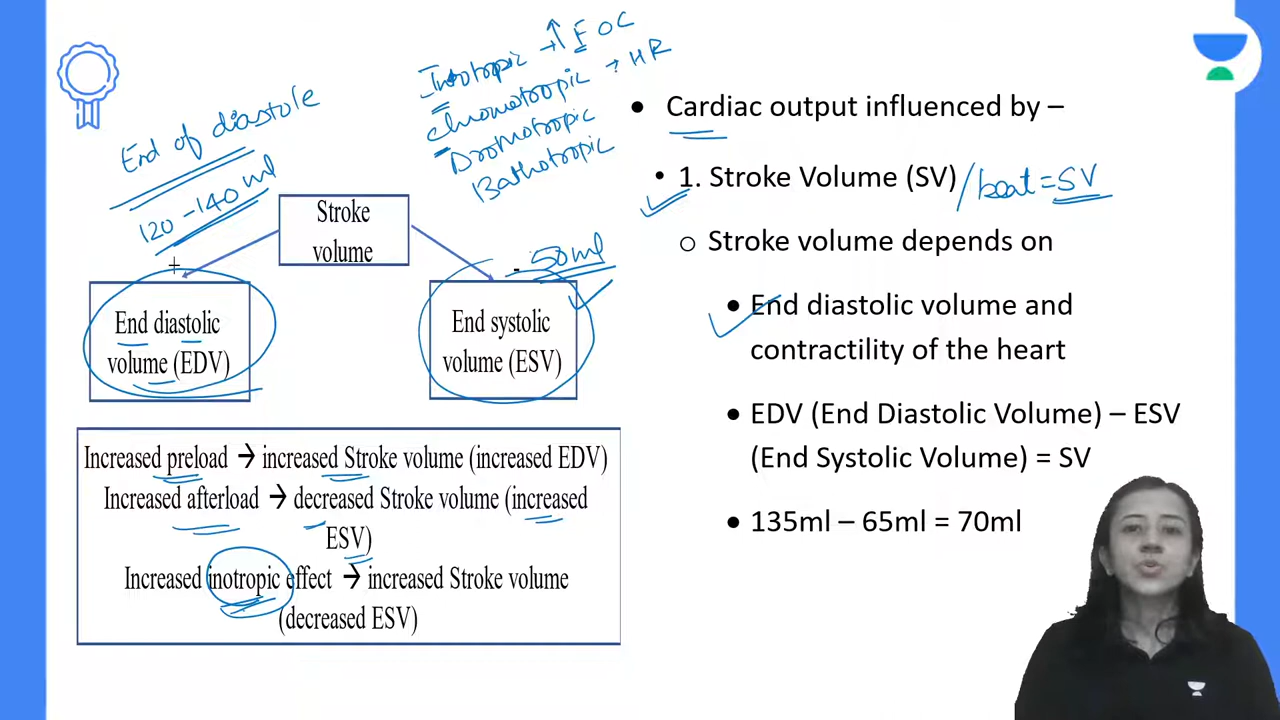 Inotropic → ↑ FOC
Chronotropic → HR
Dromotropic
Bathotropic
End of diastole
120 - 140 ml
Stroke
volume
+
- 50 ml
End diastolic
volume (EDV)
End systolic
volume (ESV)
Increased preload → increased Stroke volume (increased EDV)
Increased afterload → decreased Stroke volume (increased
ESV)
Increased inotropic effect → increased Stroke volume
(decreased ESV)
• Cardiac output influenced by –
• 1. Stroke Volume (SV) / beat = SV
o Stroke volume depends on
• End diastolic volume and
contractility of the heart
• EDV (End Diastolic Volume) – ESV
(End Systolic Volume) = SV
• 135ml – 65ml = 70ml